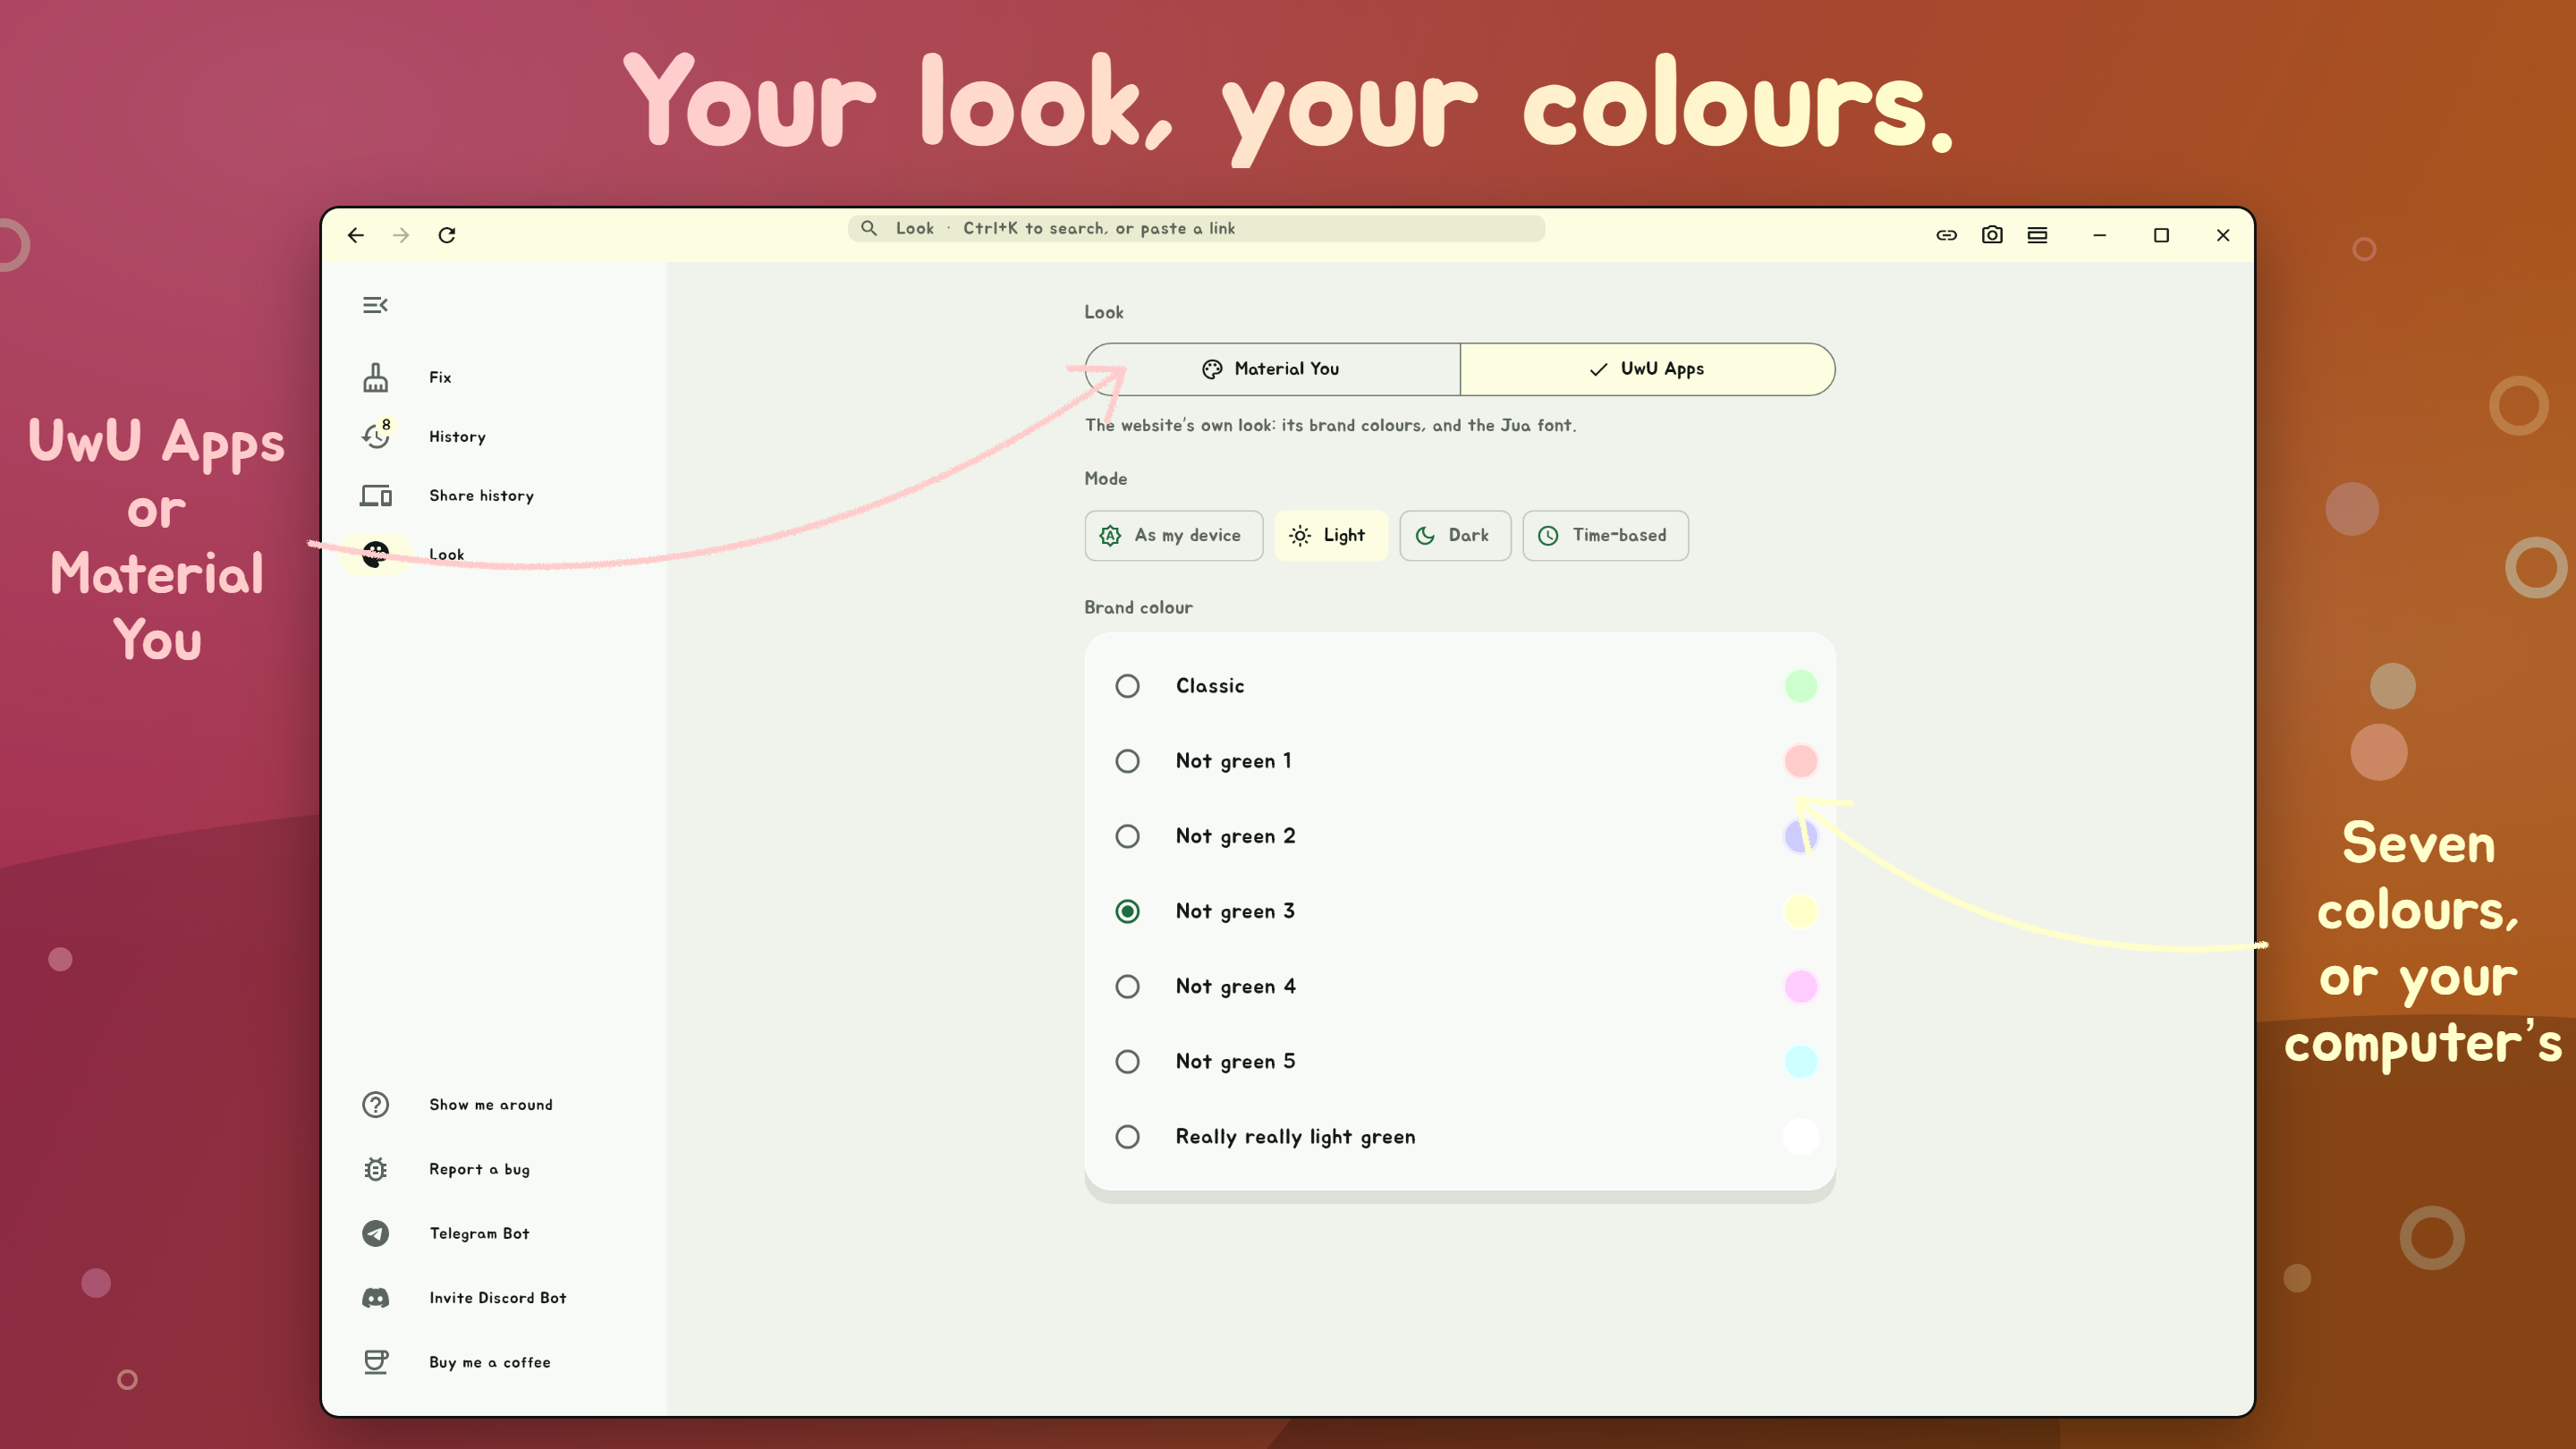 Your look, your colours.
Look · Ctrl+K to search, or paste a link
Fix
8
History
Share history
Look
Show me around
Report a bug
Telegram Bot
Invite Discord Bot
Buy me a coffee
Look
Material You
UwU Apps
The website's own look: its brand colours, and the Jua font.
Mode
As my device
Light
Dark
Time-based
Brand colour
Classic
Not green 1
Not green 2
Not green 3
Not green 4
Not green 5
Really really light green
UwU Apps
or
Material
You
Seven
colours,
or your
computer's